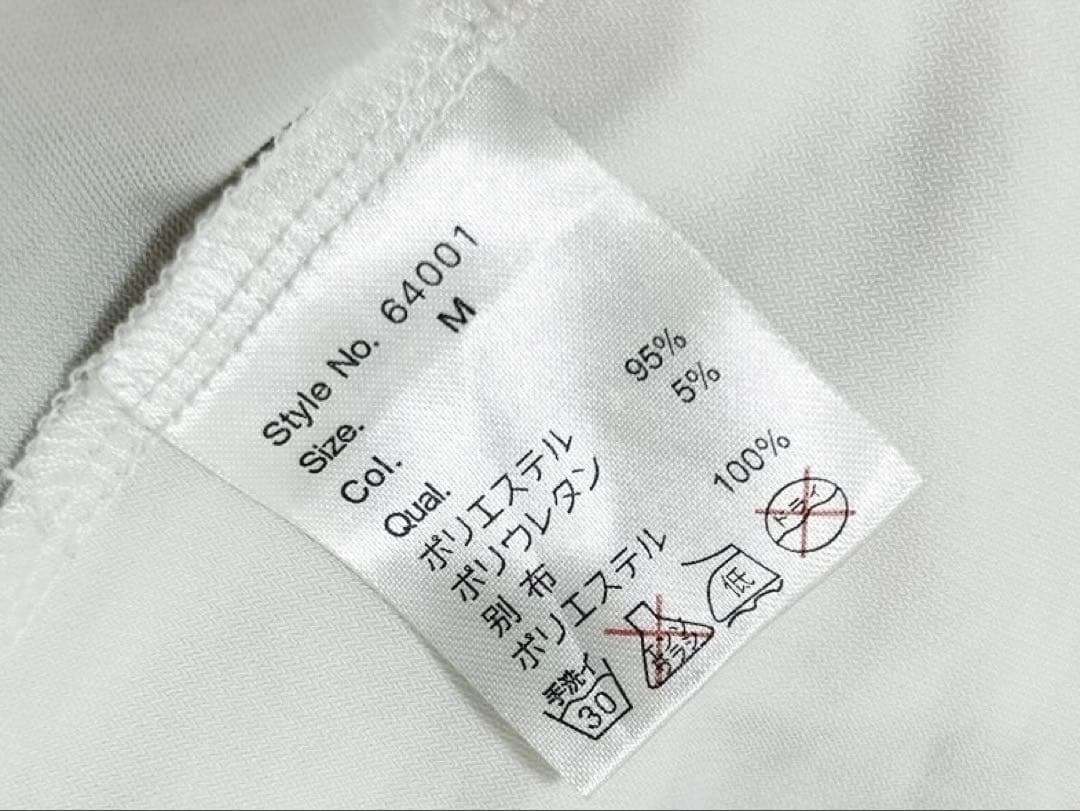 Style No. 64001
Size. M
Col.
Qual.
ポリエステル 95%
ポリウレタン 5%
別 布
ポリエステル 100%
手洗イ
30
エンソ
サラシ
低
ドライ